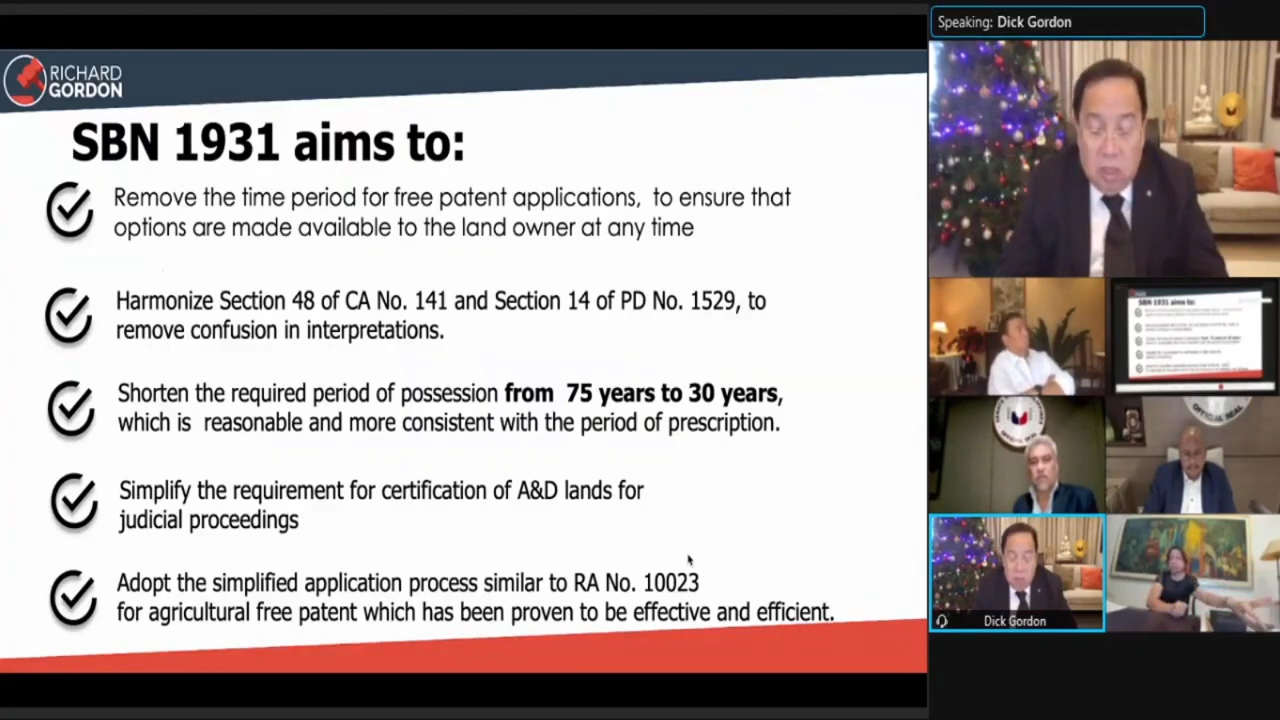 Speaking: Dick Gordon
RICHARD
GORDON
SBN 1931 aims to:
Remove the time period for free patent applications, to ensure that
options are made available to the land owner at any time
Harmonize Section 48 of CA No. 141 and Section 14 of PD No. 1529, to
remove confusion in interpretations.
Shorten the required period of possession from 75 years to 30 years,
which is reasonable and more consistent with the period of prescription.
Simplify the requirement for certification of A&D lands for
judicial proceedings
Adopt the simplified application process similar to RA No. 10023
for agricultural free patent which has been proven to be effective and efficient.
SBN 1931 aims to:
OFFICIAL SEAL
Dick Gordon